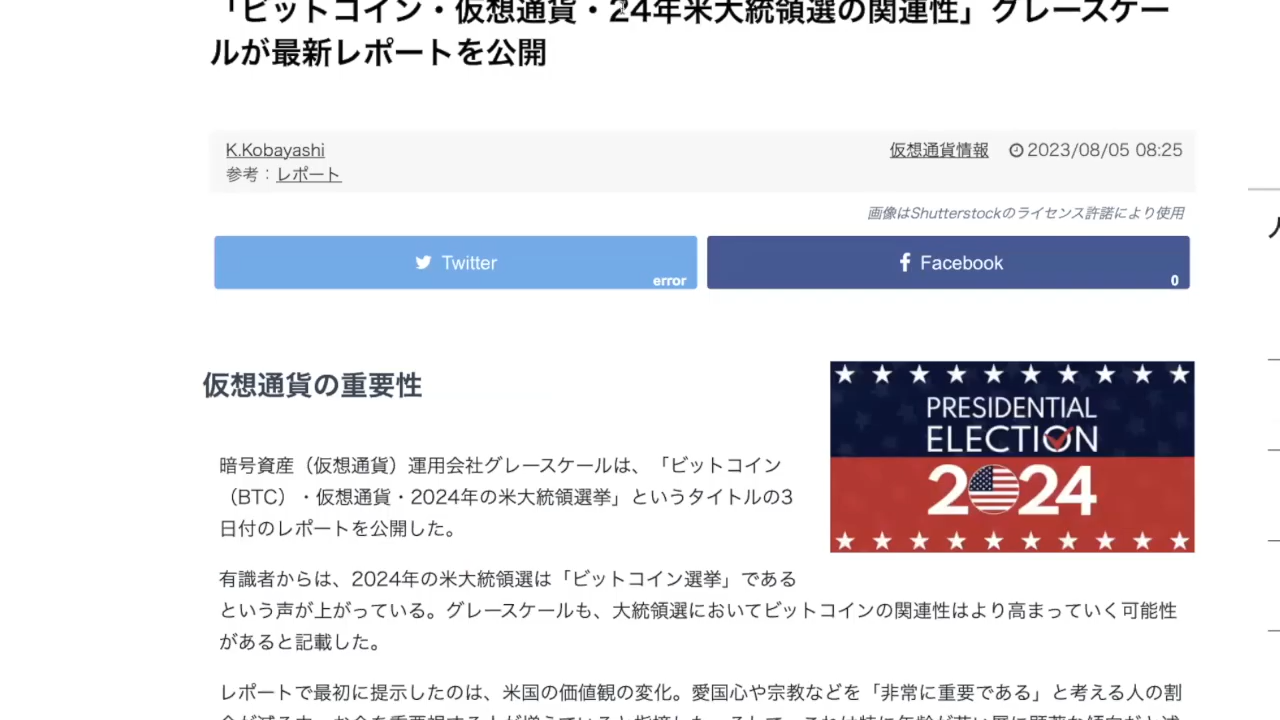 「ビットコイン・仮想通貨・24年米大統領選の関連性」グレースケー
ルが最新レポートを公開
K.Kobayashi
仮想通貨情報 2023/08/05 08:25
参考：レポート
画像はShutterstockのライセンス許諾により使用
Twitter
error
Facebook
0
仮想通貨の重要性
PRESIDENTIAL
ELECTION
2024
暗号資産（仮想通貨）運用会社グレースケールは、「ビットコイン
（BTC）・仮想通貨・2024年の米大統領選挙」というタイトルの3
日付のレポートを公開した。
有識者からは、2024年の米大統領選は「ビットコイン選挙」である
という声が上がっている。グレースケールも、大統領選においてビットコインの関連性はより高まっていく可能性
があると記載した。
レポートで最初に提示したのは、米国の価値観の変化。愛国心や宗教などを「非常に重要である」と考える人の割